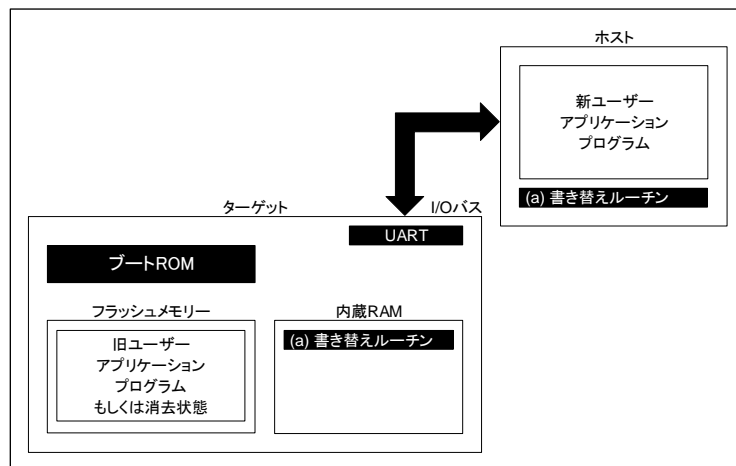 ホスト
新ユーザー
アプリケーション
プログラム
(a) 書き替えルーチン
ターゲット
I/Oバス
UART
ブートROM
フラッシュメモリー
内蔵RAM
旧ユーザー
アプリケーション
プログラム
もしくは消去状態
(a) 書き替えルーチン